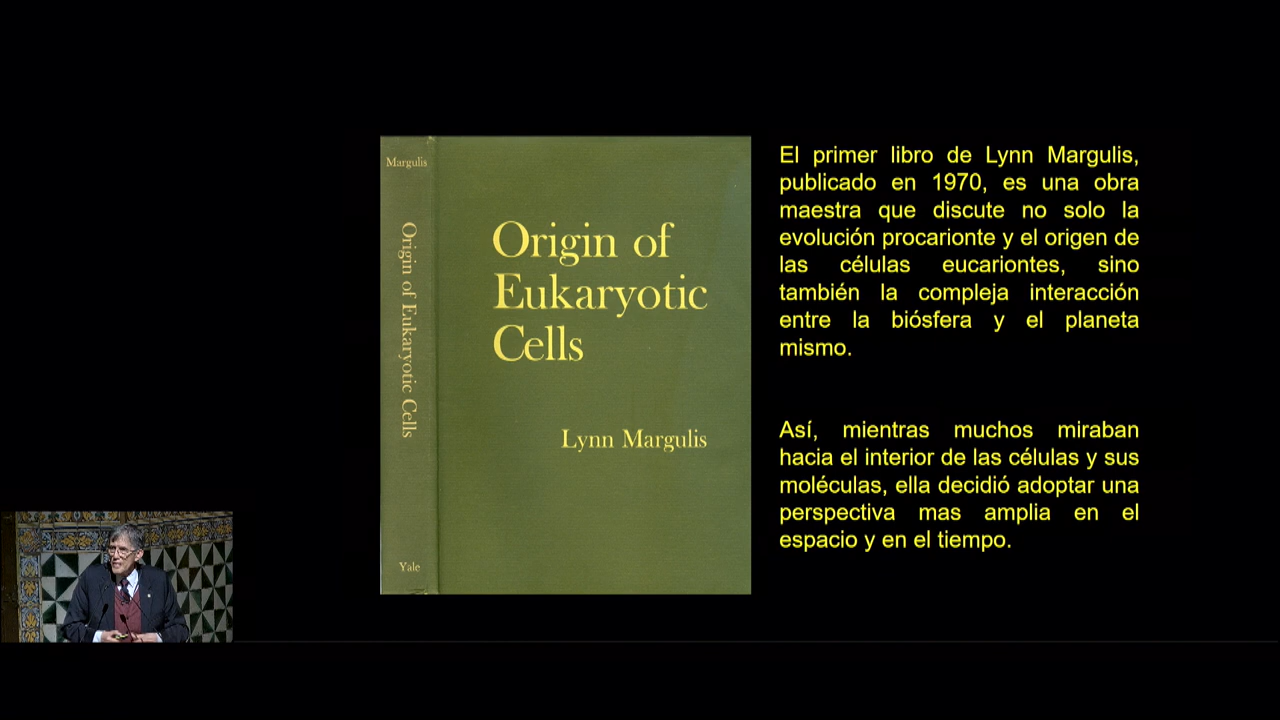 Margulis
Origin of Eukaryotic Cells
Yale
Origin of
Eukaryotic
Cells
Lynn Margulis
El primer libro de Lynn Margulis,
publicado en 1970, es una obra
maestra que discute no solo la
evolución procarionte y el origen de
las células eucariontes, sino
también la compleja interacción
entre la biósfera y el planeta
mismo.
Así, mientras muchos miraban
hacia el interior de las células y sus
moléculas, ella decidió adoptar una
perspectiva mas amplia en el
espacio y en el tiempo.